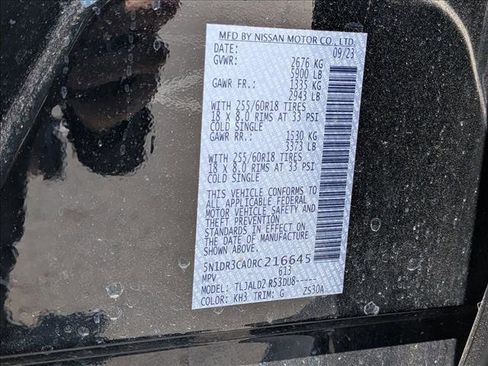 MFD BY NISSAN MOTOR CO., LTD.
DATE: 09/23
GVWR: 2676 KG
5900 LB
GAWR FR.: 1335 KG
2943 LB
WITH 255/60R18 TIRES
18 X 8.0 RIMS AT 33 PSI
COLD SINGLE
GAWR RR.: 1530 KG
3373 LB
WITH 255/60R18 TIRES
18 X 8.0 RIMS AT 33 PSI
COLD SINGLE
THIS VEHICLE CONFORMS TO
ALL APPLICABLE FEDERAL
MOTOR VEHICLE SAFETY AND
THEFT PREVENTION
STANDARDS IN EFFECT ON
THE DATE OF MANUFACTURE
SHOWN ABOVE.
5N1DR3CA0RC216645
MPV 613
MODEL: TLJALD2 RS3DU8----
COLOR: KH3 TRIM: G ZS30A